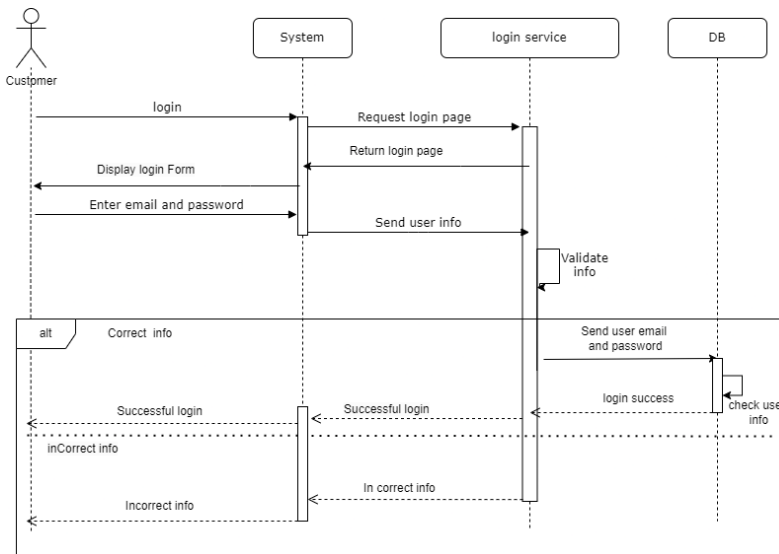 System
login service
DB
Customer
login
Request login page
Return login page
Display login Form
Enter email and password
Send user info
Validate
info
alt
Correct info
Send user email
and password
login success
check use
info
Successful login
Successful login
inCorrect info
In correct info
Incorrect info